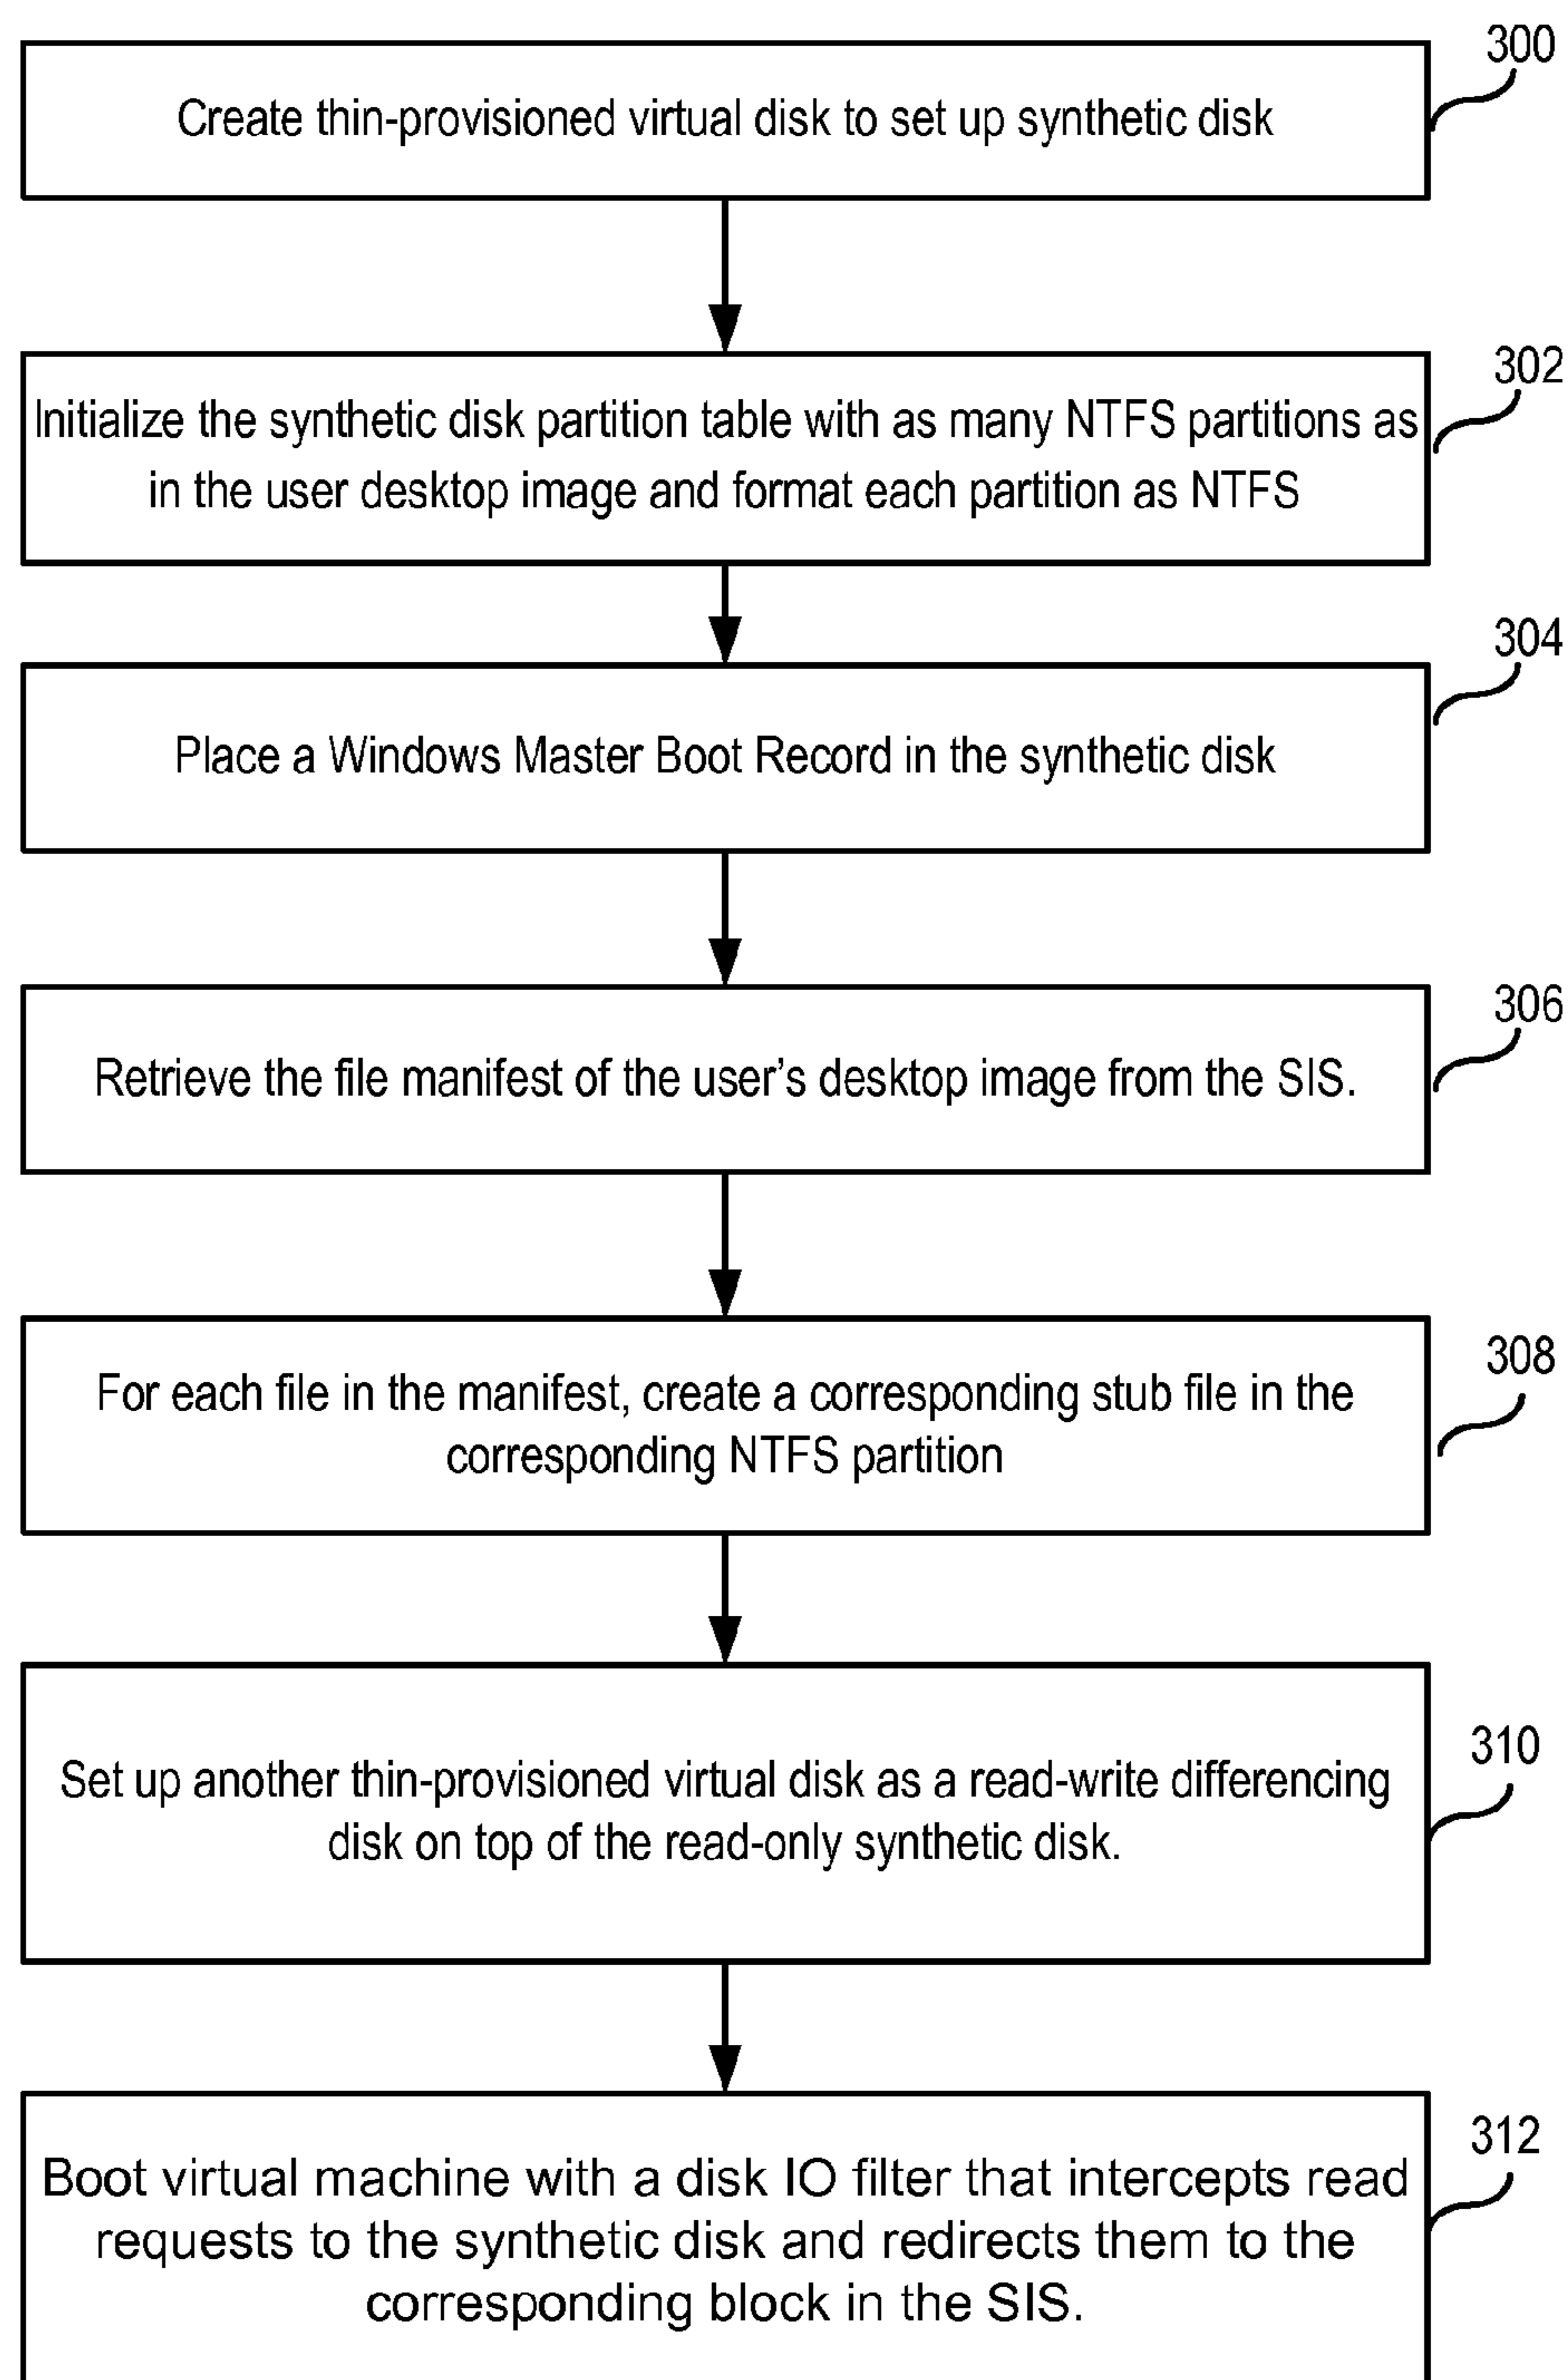 300
Create thin-provisioned virtual disk to set up synthetic disk
302
Initialize the synthetic disk partition table with as many NTFS partitions as
in the user desktop image and format each partition as NTFS
304
Place a Windows Master Boot Record in the synthetic disk
306
Retrieve the file manifest of the user's desktop image from the SIS.
308
For each file in the manifest, create a corresponding stub file in the
corresponding NTFS partition
310
Set up another thin-provisioned virtual disk as a read-write differencing
disk on top of the read-only synthetic disk.
312
Boot virtual machine with a disk IO filter that intercepts read
requests to the synthetic disk and redirects them to the
corresponding block in the SIS.